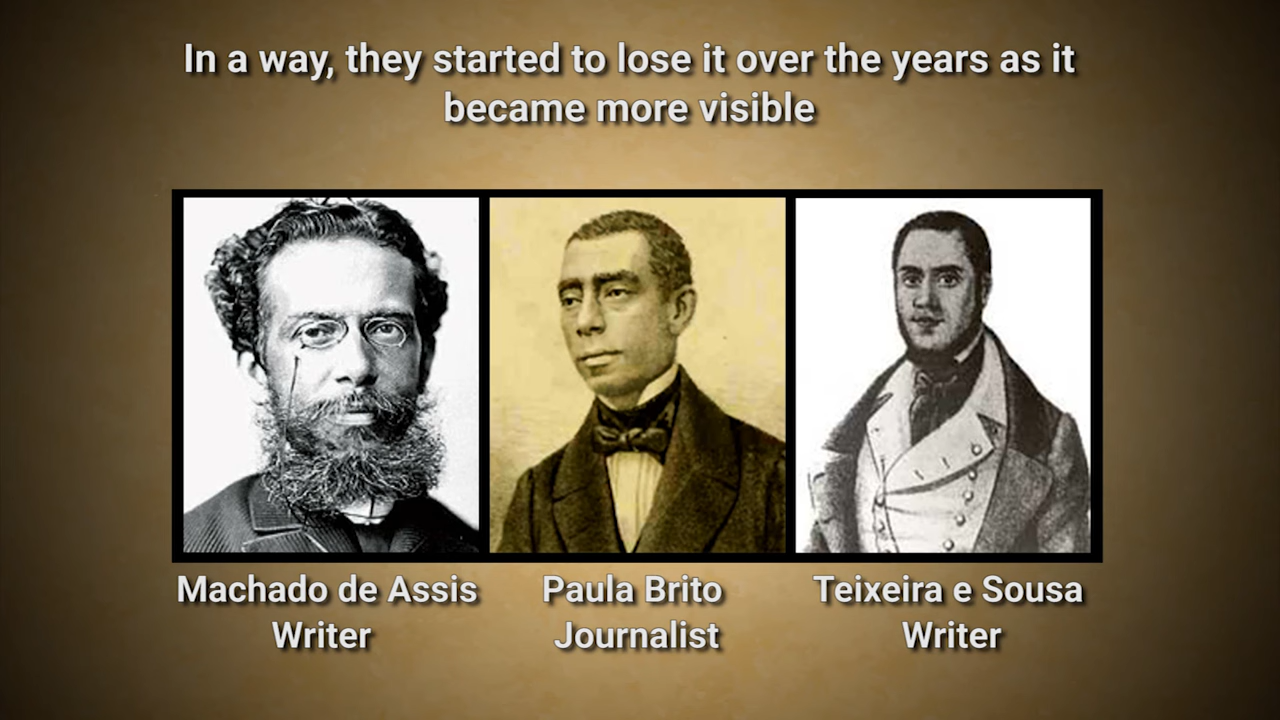 In a way, they started to lose it over the years as it
became more visible
Machado de Assis
Writer
Paula Brito
Journalist
Teixeira e Sousa
Writer